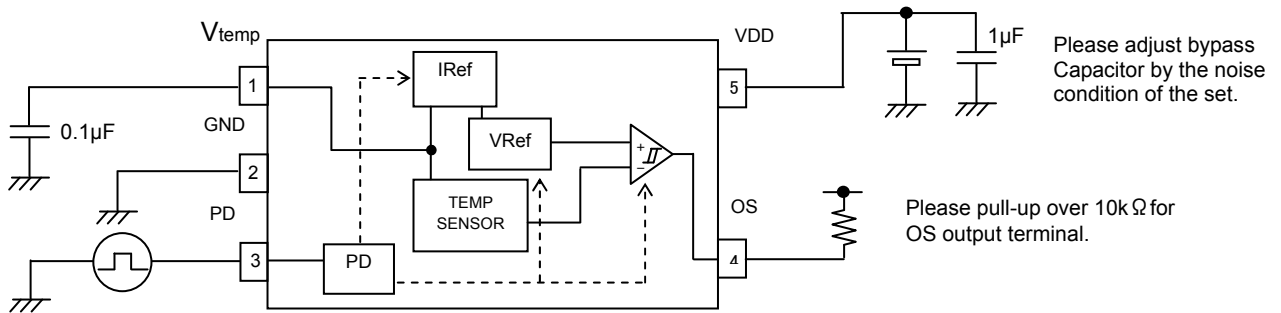 Vtemp
VDD
1
IRef
5
1µF
Please adjust bypass
Capacitor by the noise
condition of the set.
0.1µF
GND
VRef
+
−
2
TEMP
SENSOR
PD
OS
Please pull-up over 10kΩ for
OS output terminal.
3
PD
4